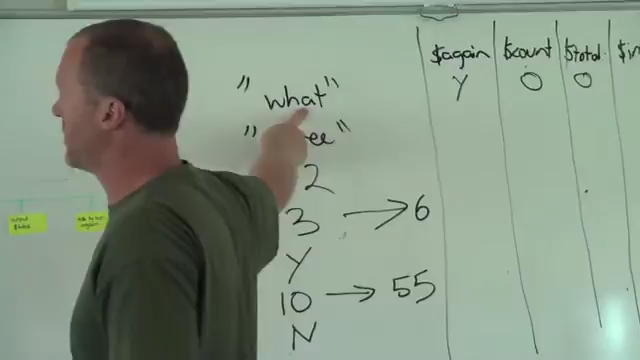 "what"
2
3 → 6
Y
10 → 55
N
$again $count $total
Y 0 0